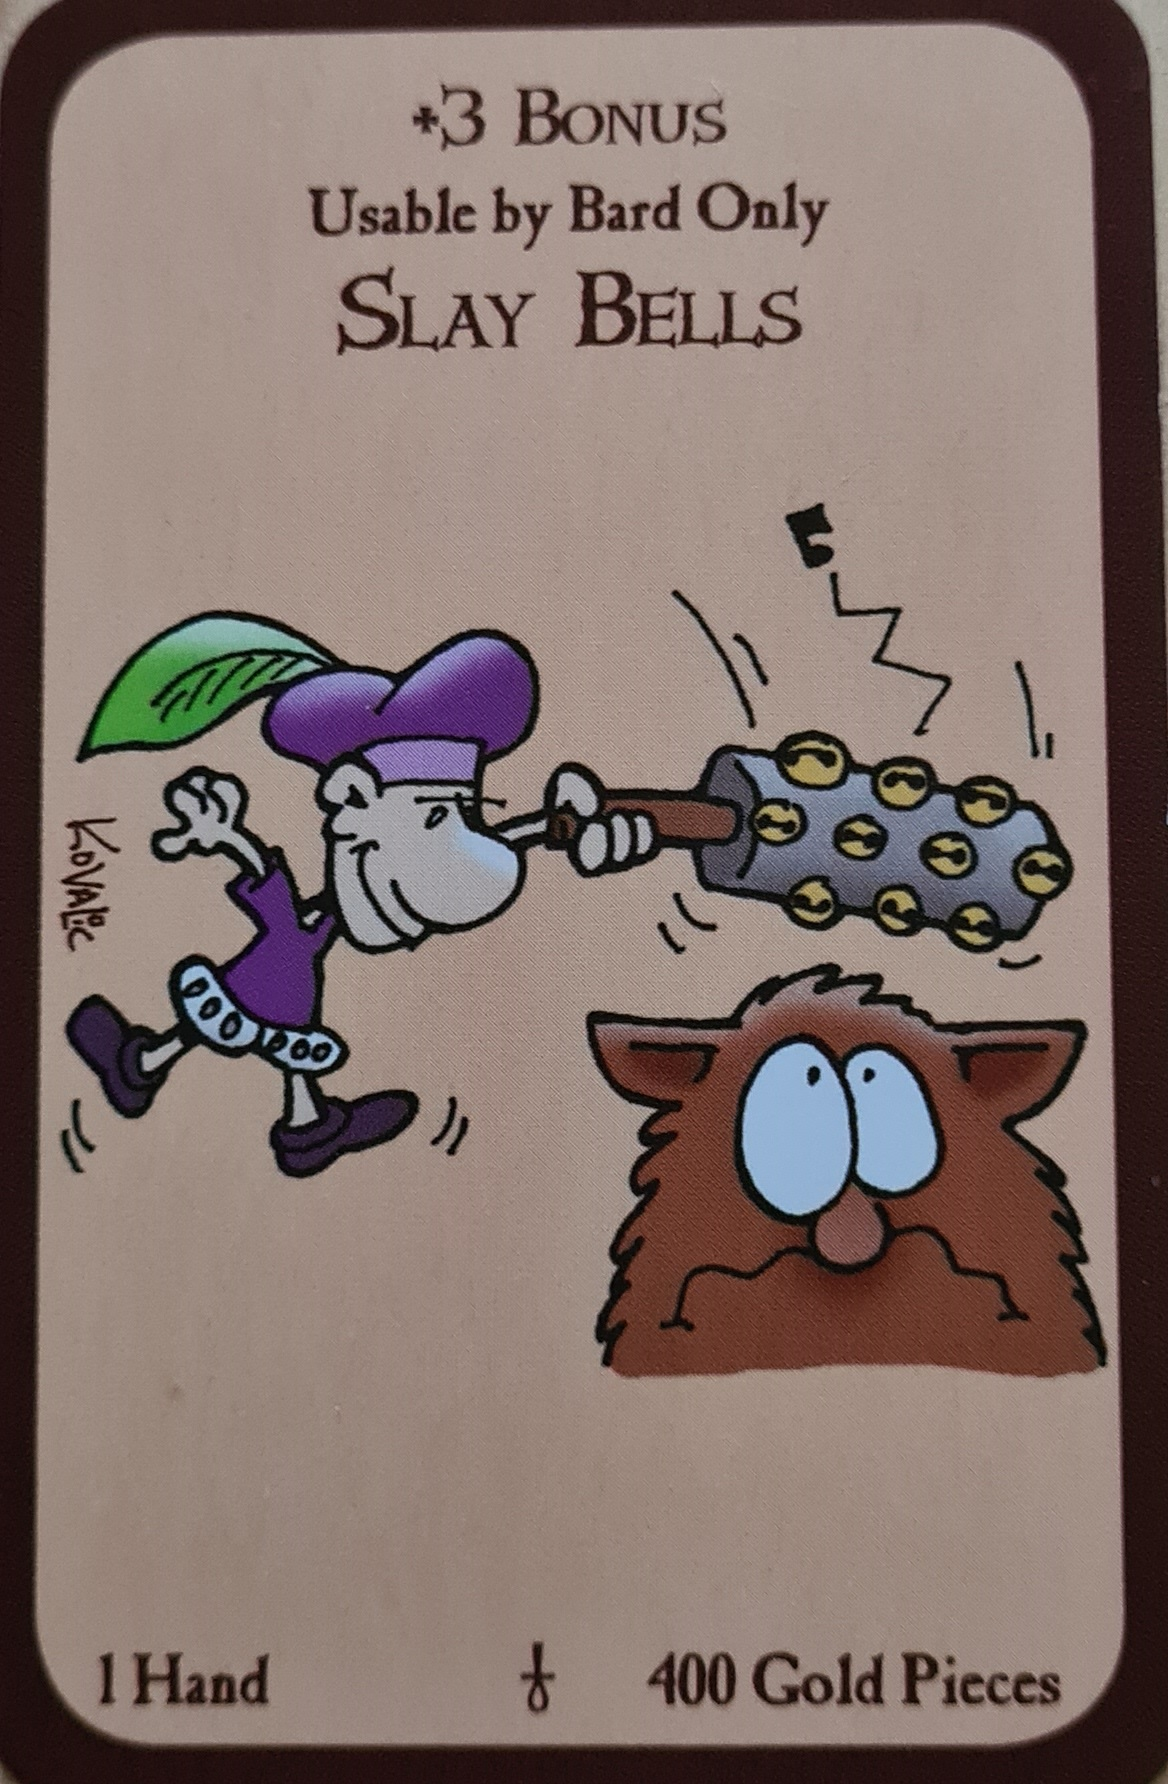 +3 Bonus
Usable by Bard Only
Slay Bells
Kovalic
1 Hand
400 Gold Pieces